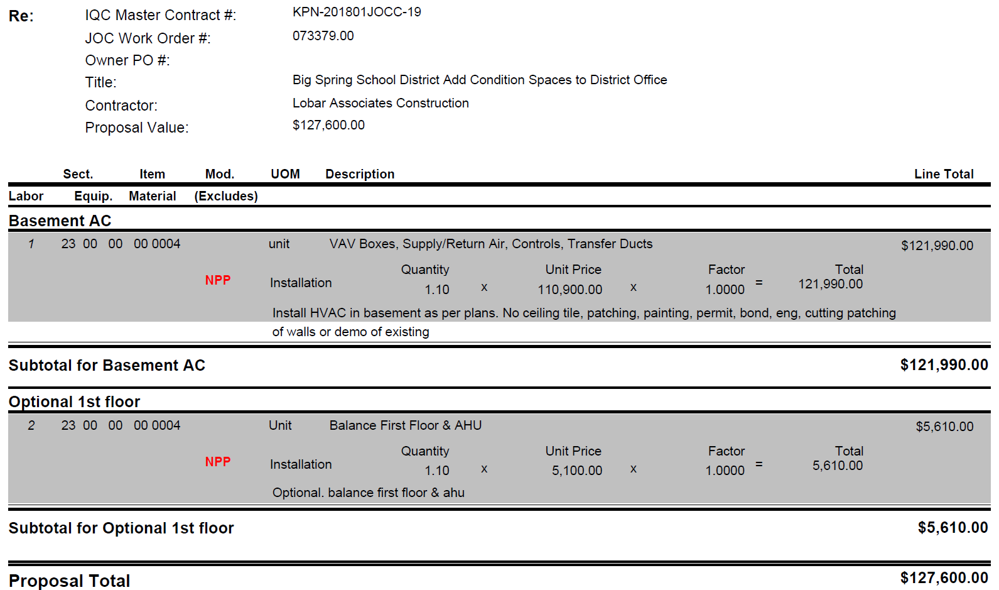 Re: IQC Master Contract #: KPN-201801JOCC-19
JOC Work Order #: 073379.00
Owner PO #:
Title: Big Spring School District Add Condition Spaces to District Office
Contractor: Lobar Associates Construction
Proposal Value: $127,600.00
Sect. Item Mod. UOM Description Line Total
Labor Equip. Material (Excludes)
Basement AC
1 23 00 00 00 0004 unit VAV Boxes, Supply/Return Air, Controls, Transfer Ducts $121,990.00
Quantity Unit Price Factor Total
NPP Installation 1.10 x 110,900.00 x 1.0000 = 121,990.00
Install HVAC in basement as per plans. No ceiling tile, patching, painting, permit, bond, eng, cutting patching
of walls or demo of existing
Subtotal for Basement AC $121,990.00
Optional 1st floor
2 23 00 00 00 0004 Unit Balance First Floor & AHU $5,610.00
Quantity Unit Price Factor Total
NPP Installation 1.10 x 5,100.00 x 1.0000 = 5,610.00
Optional. balance first floor & ahu
Subtotal for Optional 1st floor $5,610.00
Proposal Total $127,600.00